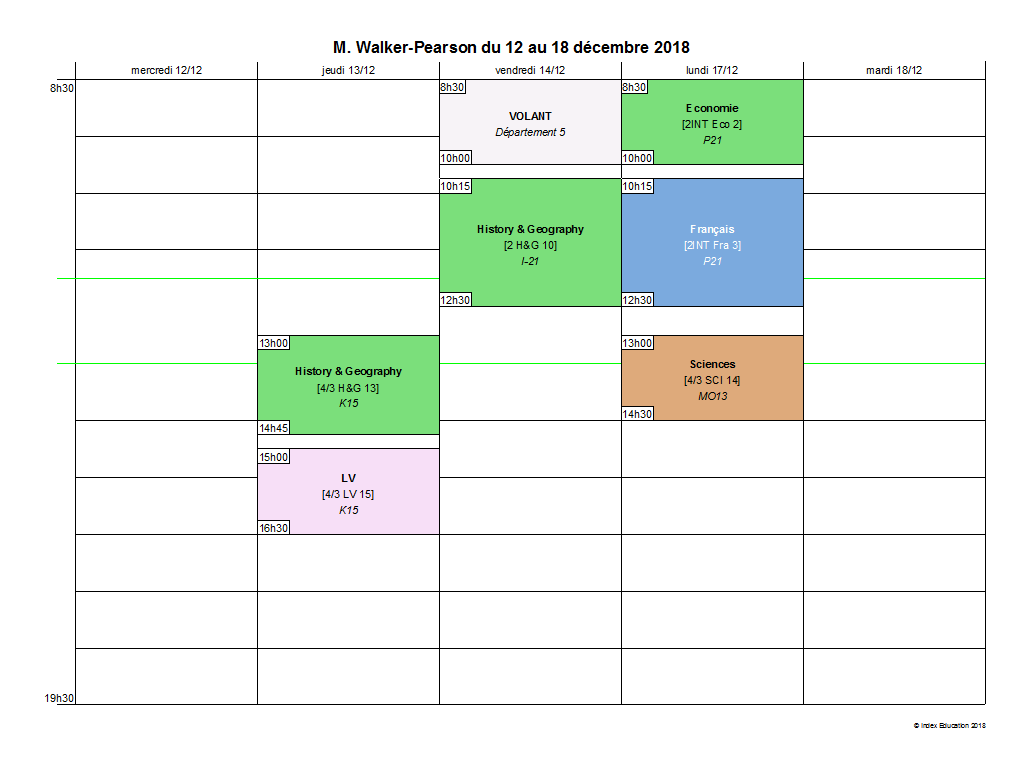 M. Walker-Pearson du 12 au 18 décembre 2018
mercredi 12/12
jeudi 13/12
vendredi 14/12
lundi 17/12
mardi 18/12
8h30
8h30
VOLANT
Département 5
10h00
8h30
Economie
[2INT Eco 2]
P21
10h00
10h15
History & Geography
[2 H&G 10]
I-21
12h30
10h15
Français
[2INT Fra 3]
P21
12h30
13h00
History & Geography
[4/3 H&G 13]
K15
14h45
13h00
Sciences
[4/3 SCI 14]
MO13
14h30
15h00
LV
[4/3 LV 15]
K15
16h30
19h30
© Index Education 2018